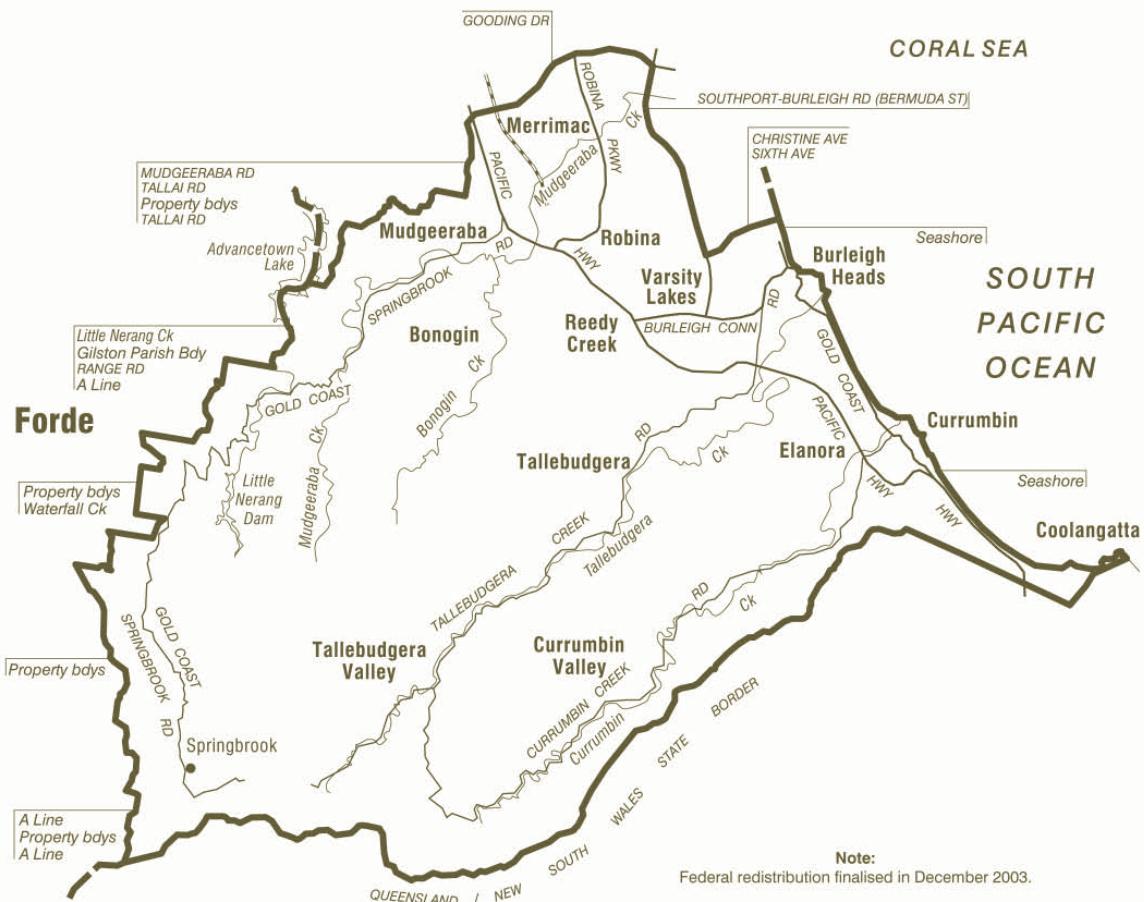 GOODING DR
CORAL SEA
ROBINA
PKWY
SOUTHPORT-BURLEIGH RD (BERMUDA ST)
Merrimac
Mudgeeraba
Ck
CHRISTINE AVE
SIXTH AVE
PACIFIC
HWY
MUDGEERABA RD
TALLAI RD
Property bdys
TALLAI RD
Advancetown
Lake
Mudgeeraba
Robina
Seashore
Burleigh
Heads
Varsity
Lakes
SOUTH
PACIFIC
OCEAN
SPRINGBROOK
RD
Bonogin
Reedy
Creek
BURLEIGH CONN
RD
Little Nerang Ck
Gilston Parish Bdy
RANGE RD
A Line
GOLD COAST
Bonogin
Ck
GOLD COAST
HWY
Forde
Currumbin
PACIFIC
HWY
Elanora
Tallebudgera
RD
Ck
Little
Nerang
Dam
Mudgeeraba
Ck
Property bdys
Waterfall Ck
Seashore
Coolangatta
TALLEBUDGERA
CREEK
Tallebudgera
GOLD COAST
SPRINGBROOK RD
Property bdys
Tallebudgera
Valley
Currumbin
Valley
RD
Ck
CURRUMBIN CREEK
Currumbin
Springbrook
A Line
Property bdys
A Line
QUEENSLAND / NEW SOUTH WALES STATE BORDER
Note:
Federal redistribution finalised in December 2003.